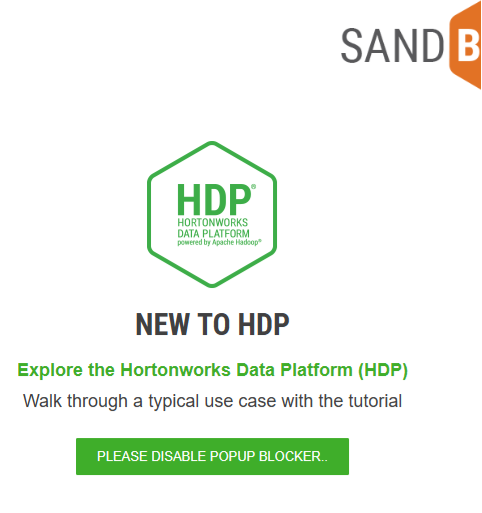 SAND B
HDP®
HORTONWORKS
DATA PLATFORM
powered by Apache Hadoop®
NEW TO HDP
Explore the Hortonworks Data Platform (HDP)
Walk through a typical use case with the tutorial
PLEASE DISABLE POPUP BLOCKER..